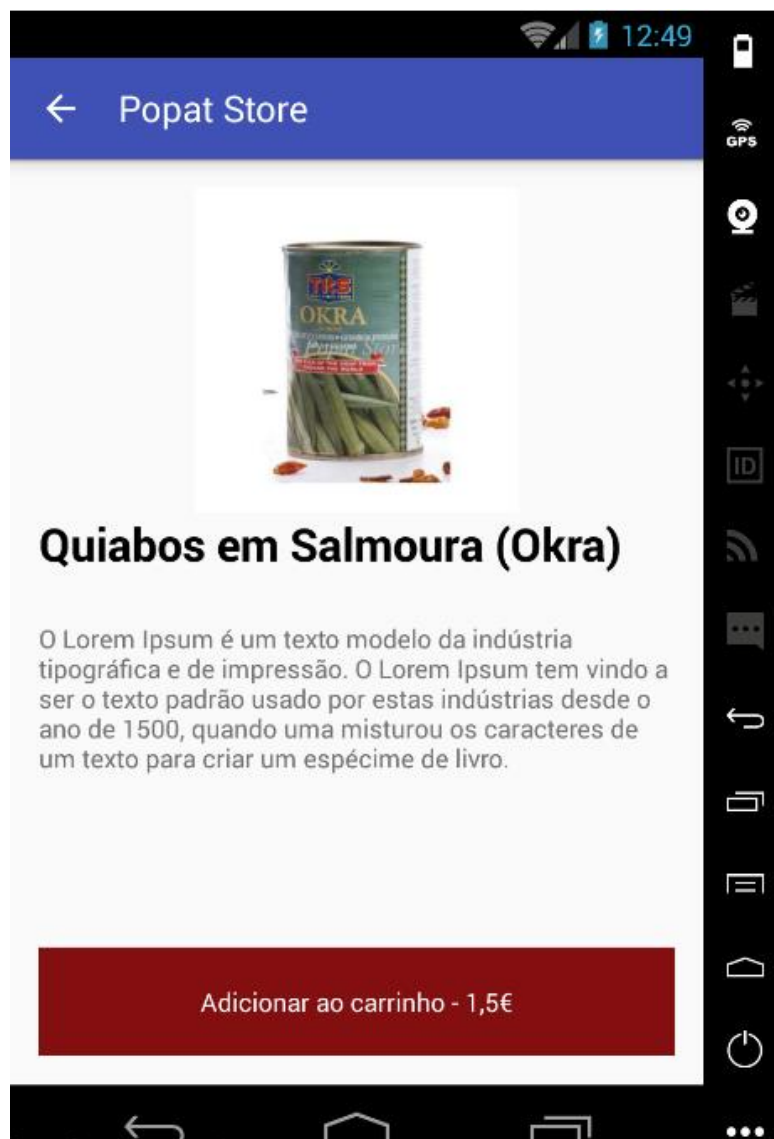 12:49
Popat Store
GPS
TRS
OKRA
Popat Store
ID
Quiabos em Salmoura (Okra)
O Lorem Ipsum é um texto modelo da indústria
tipográfica e de impressão. O Lorem Ipsum tem vindo a
ser o texto padrão usado por estas indústrias desde o
ano de 1500, quando uma misturou os caracteres de
um texto para criar um espécime de livro.
Adicionar ao carrinho - 1,5€